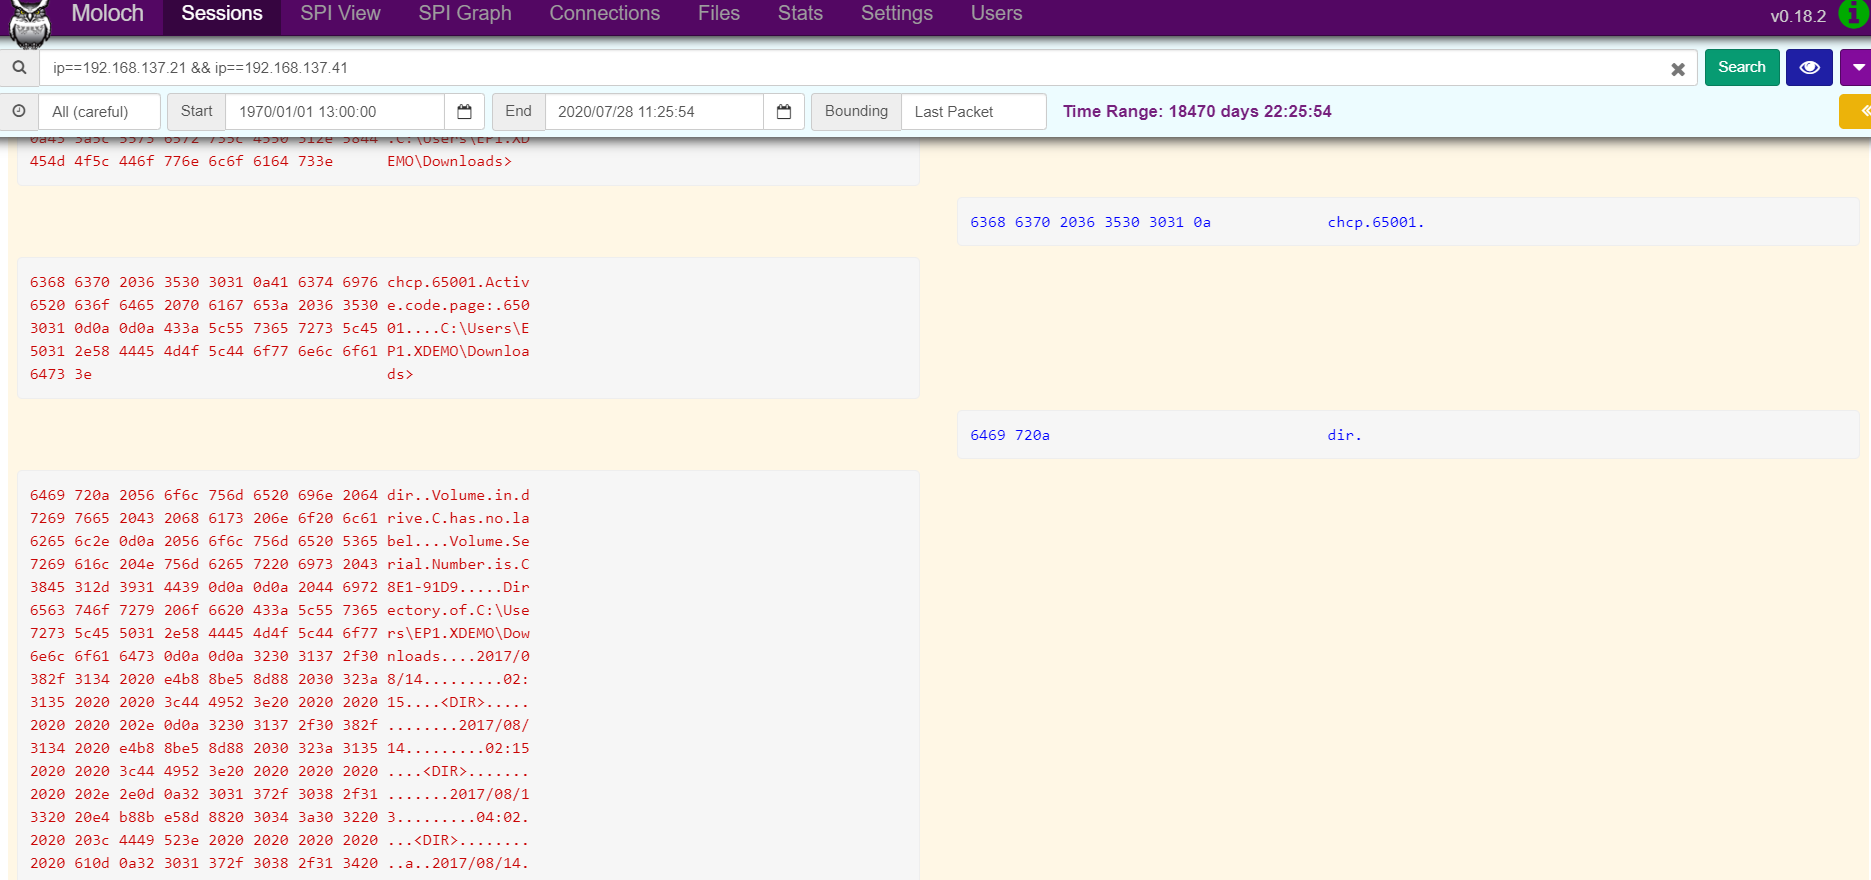 Moloch Sessions SPI View SPI Graph Connections Files Stats Settings Users v0.18.2
ip==192.168.137.21 && ip==192.168.137.41 Search
All (careful) Start 1970/01/01 13:00:00 End 2020/07/28 11:25:54 Bounding Last Packet Time Range: 18470 days 22:25:54
0a43 3a5c 5573 6572 735c 4550 312e 5844 .C:\Users\EP1.XD
454d 4f5c 446f 776e 6c6f 6164 733e EMO\Downloads>
6368 6370 2036 3530 3031 0a chcp.65001.
6368 6370 2036 3530 3031 0a41 6374 6976 chcp.65001.Activ
6520 636f 6465 2070 6167 653a 2036 3530 e.code.page:.650
3031 0d0a 0d0a 433a 5c55 7365 7273 5c45 01....C:\Users\E
5031 2e58 4445 4d4f 5c44 6f77 6e6c 6f61 P1.XDEMO\Downloa
6473 3e ds>
6469 720a dir.
6469 720a 2056 6f6c 756d 6520 696e 2064 dir..Volume.in.d
7269 7665 2043 2068 6173 206e 6f20 6c61 rive.C.has.no.la
6265 6c2e 0d0a 2056 6f6c 756d 6520 5365 bel....Volume.Se
7269 616c 204e 756d 6265 7220 6973 2043 rial.Number.is.C
3845 312d 3931 4439 0d0a 0d0a 2044 6972 8E1-91D9.....Dir
6563 746f 7279 206f 6620 433a 5c55 7365 ectory.of.C:\Use
7273 5c45 5031 2e58 4445 4d4f 5c44 6f77 rs\EP1.XDEMO\Dow
6e6c 6f61 6473 0d0a 0d0a 3230 3137 2f30 nloads....2017/0
382f 3134 2020 e4b8 8be5 8d88 2030 323a 8/14.........02:
3135 2020 2020 3c44 4952 3e20 2020 2020 15....<DIR>.....
2020 2020 202e 0d0a 3230 3137 2f30 382f ........2017/08/
3134 2020 e4b8 8be5 8d88 2030 323a 3135 14.........02:15
2020 2020 3c44 4952 3e20 2020 2020 2020 ....<DIR>.......
2020 202e 2e0d 0a32 3031 372f 3038 2f31 .......2017/08/1
3320 20e4 b88b e58d 8820 3034 3a30 3220 3.........04:02.
2020 203c 4449 523e 2020 2020 2020 2020 ...<DIR>........
2020 610d 0a32 3031 372f 3038 2f31 3420 ..a..2017/08/14.